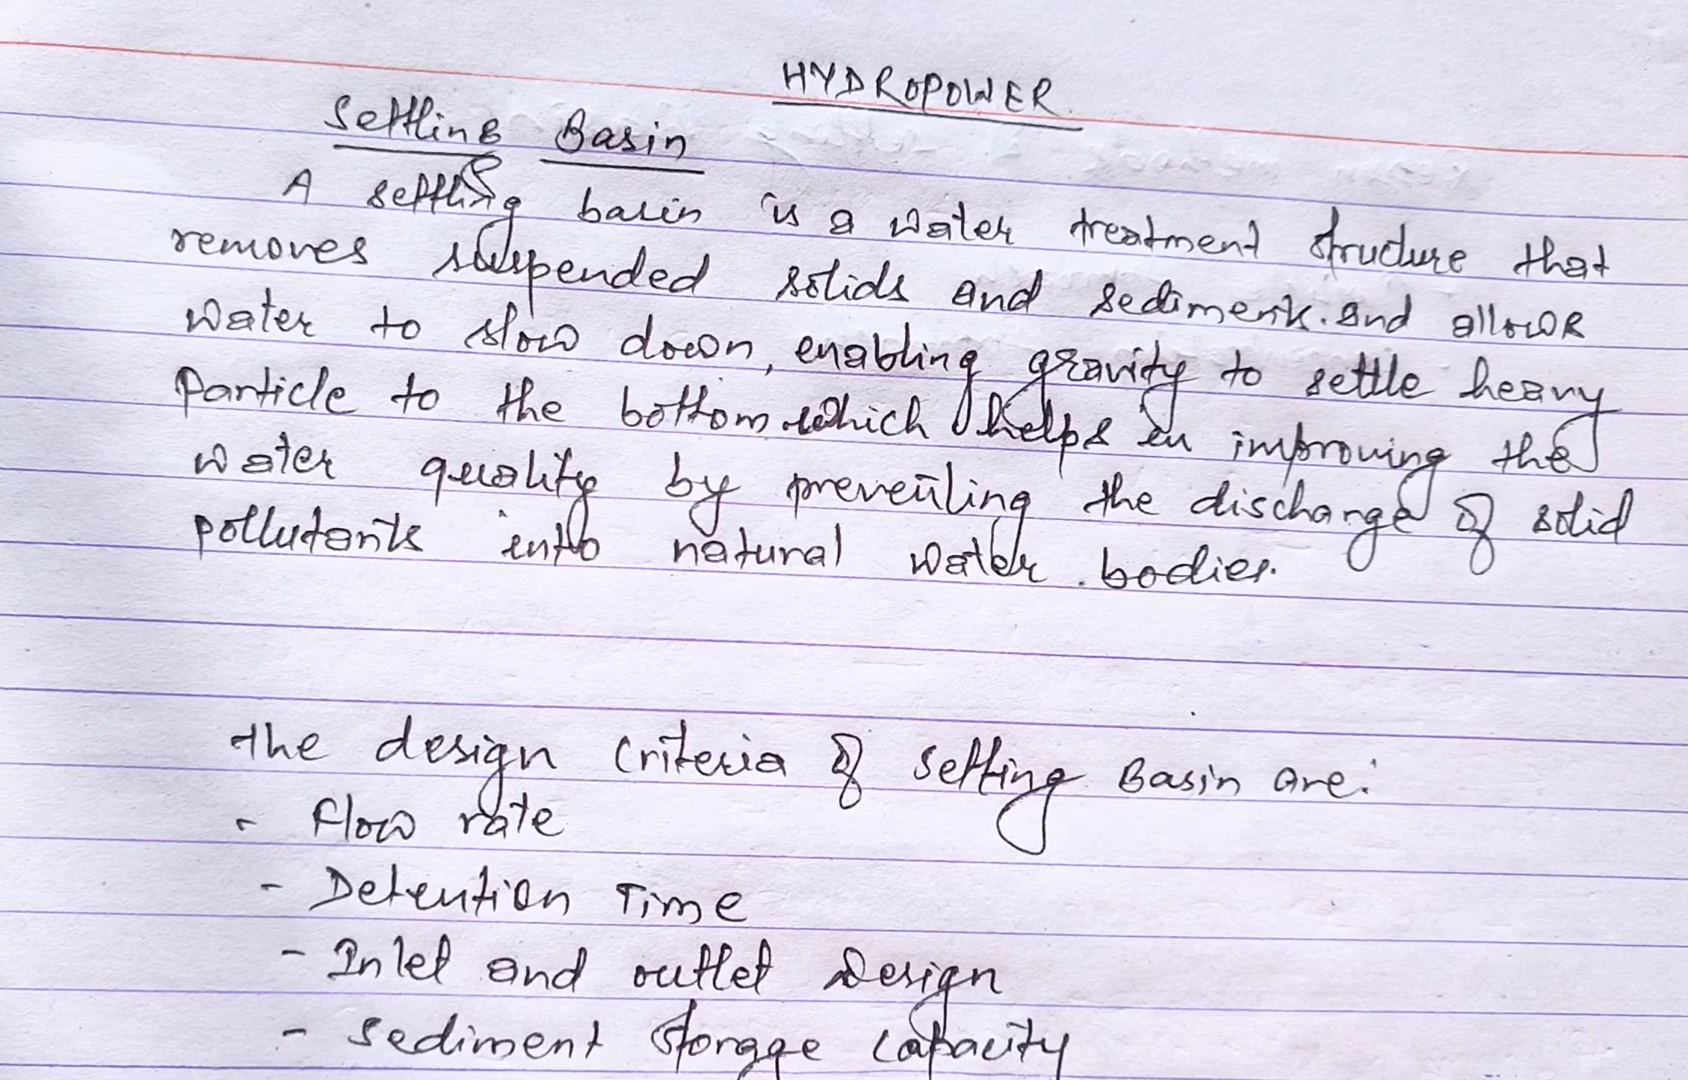 HYDROPOWER
Settling Basin
A settling basin is a water treatment structure that
removes suspended solids and sediments. and allows
water to slow down, enabling gravity to settle heavy
particle to the bottom which helps in improving the
water quality by preventing the discharge of solid
pollutants into natural water bodies.
The design criteria of settling Basin are:
- Flow rate
- Detention Time
- Inlet and outlet Design
- Sediment storage capacity